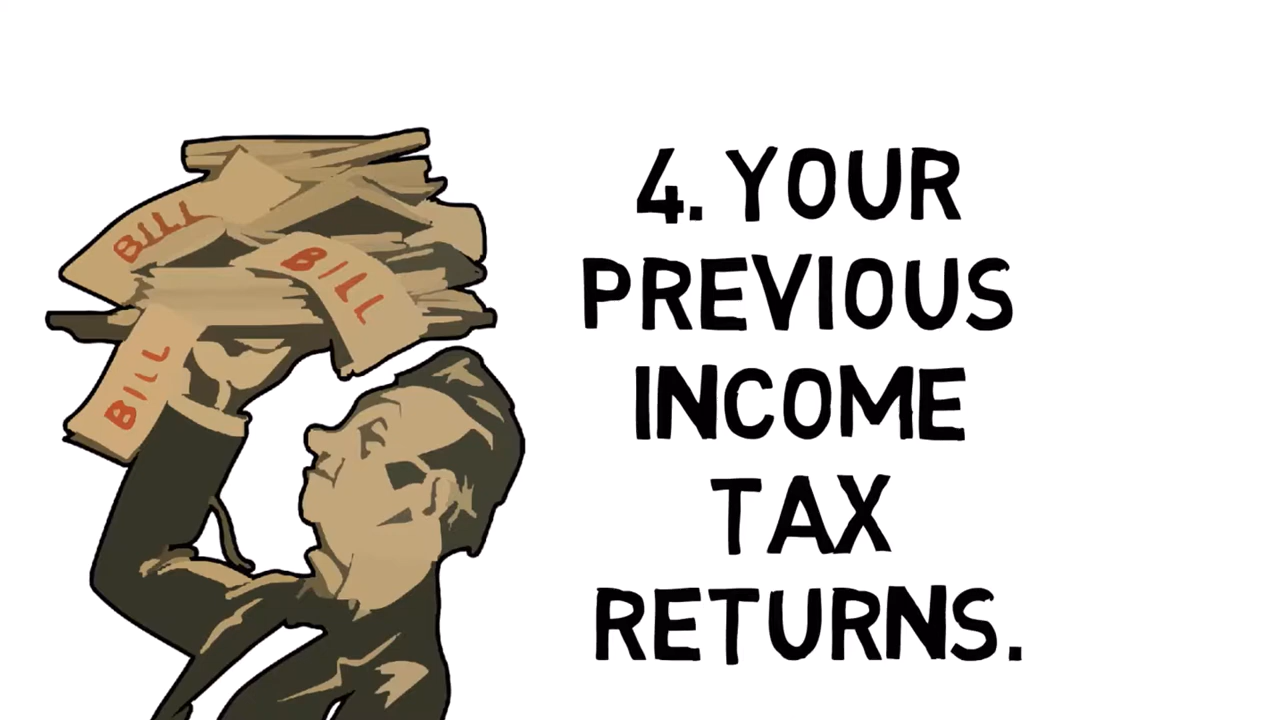 BILL
BILL
BILL
4. YOUR
PREVIOUS
INCOME
TAX
RETURNS.